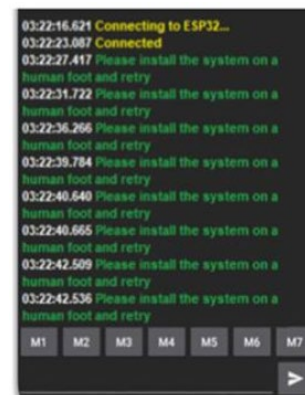 03:22:16.621 Connecting to ESP32...
03:22:23.087 Connected
03:22:27.417 Please install the system on a
human foot and retry
03:22:31.722 Please install the system on a
human foot and retry
03:22:36.266 Please install the system on a
human foot and retry
03:22:39.784 Please install the system on a
human foot and retry
03:22:40.640 Please install the system on a
human foot and retry
03:22:40.665 Please install the system on a
human foot and retry
03:22:42.509 Please install the system on a
human foot and retry
03:22:42.536 Please install the system on a
human foot and retry
M1 M2 M3 M4 M5 M6 M7